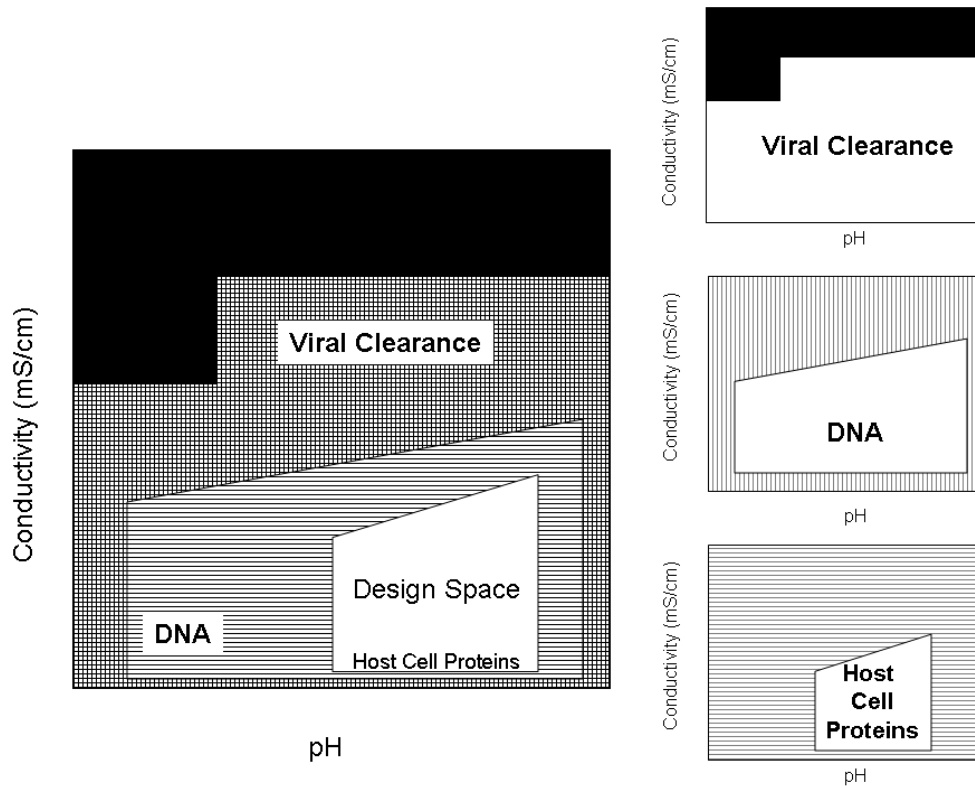 Conductivity (mS/cm)
Viral Clearance
Design Space
DNA
Host Cell Proteins
pH
Conductivity (mS/cm)
Viral Clearance
pH
Conductivity (mS/cm)
DNA
pH
Conductivity (mS/cm)
Host
Cell
Proteins
pH